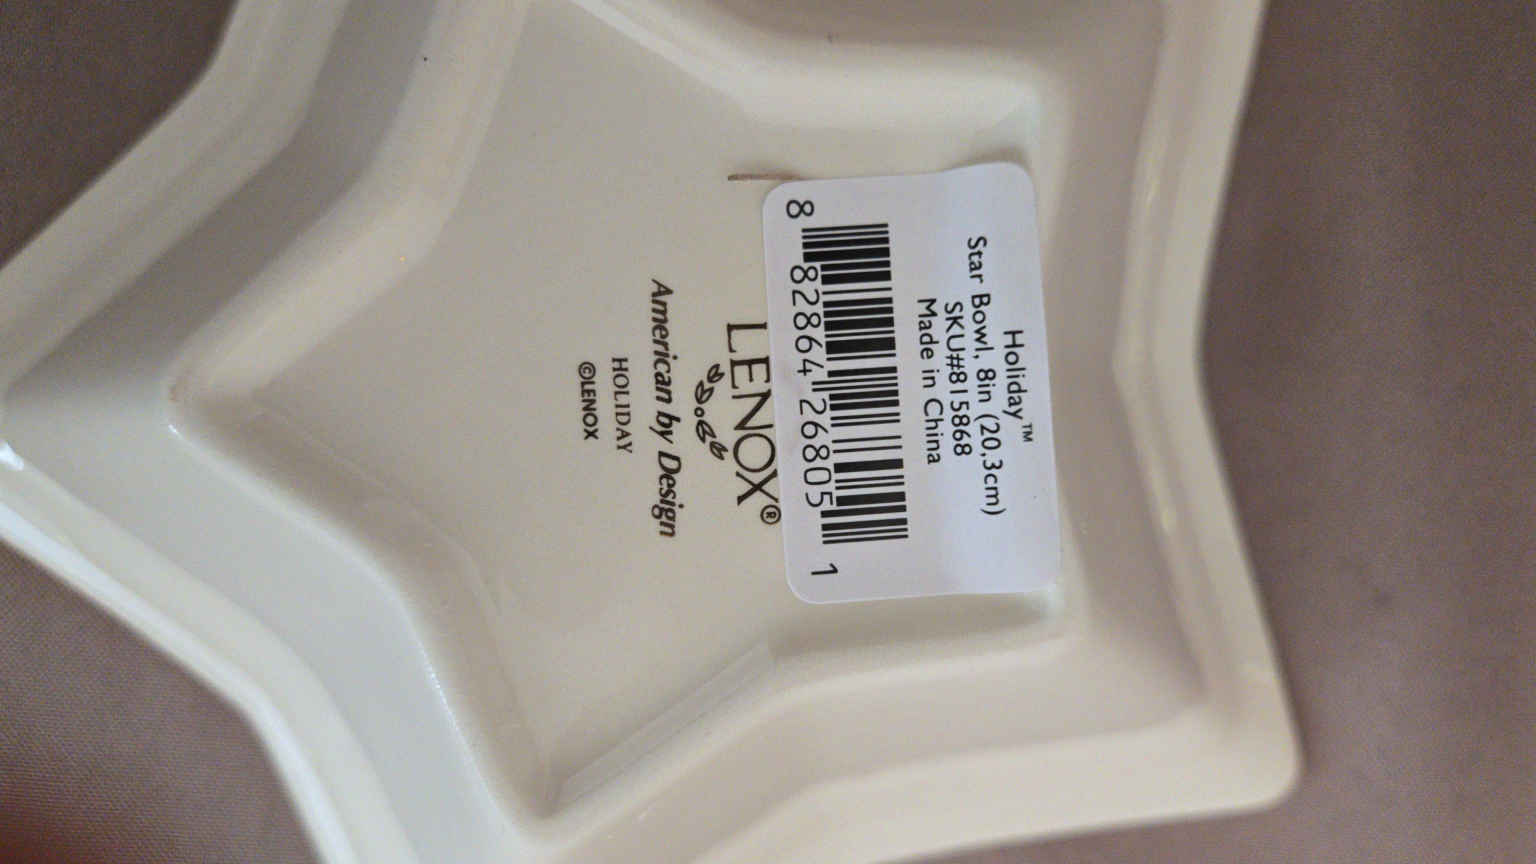 Holiday™
Star Bowl, 8in (20,3cm)
SKU#815868
Made in China
8 82864 26805 1
LENOX®
American by Design
HOLIDAY
©LENOX